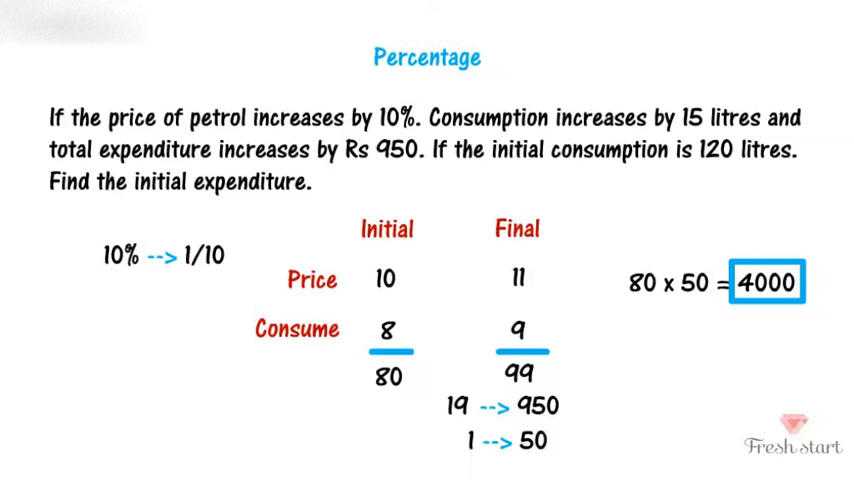 Percentage
If the price of petrol increases by 10%. Consumption increases by 15 litres and
total expenditure increases by Rs 950. If the initial consumption is 120 litres.
Find the initial expenditure.
Initial Final
10% --> 1/10
Price 10 11
80 x 50 = 4000
Consume 8 9
80 99
19 --> 950
1 --> 50
Fresh start